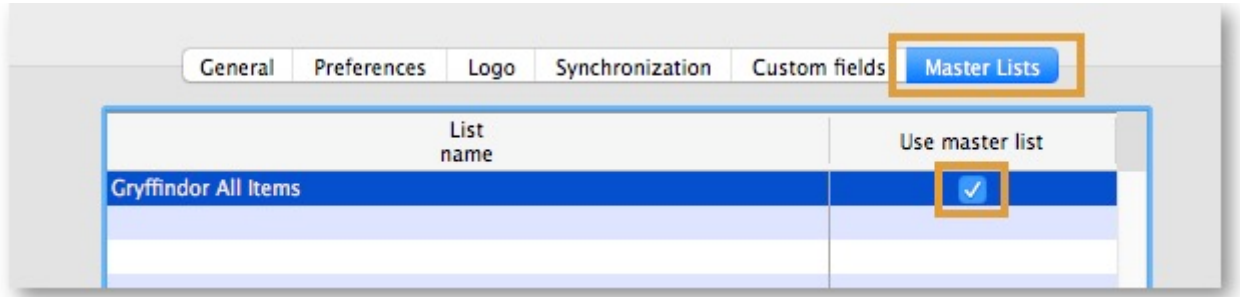 General Preferences Logo Synchronization Custom fields Master Lists
List name Use master list
Gryffindor All Items